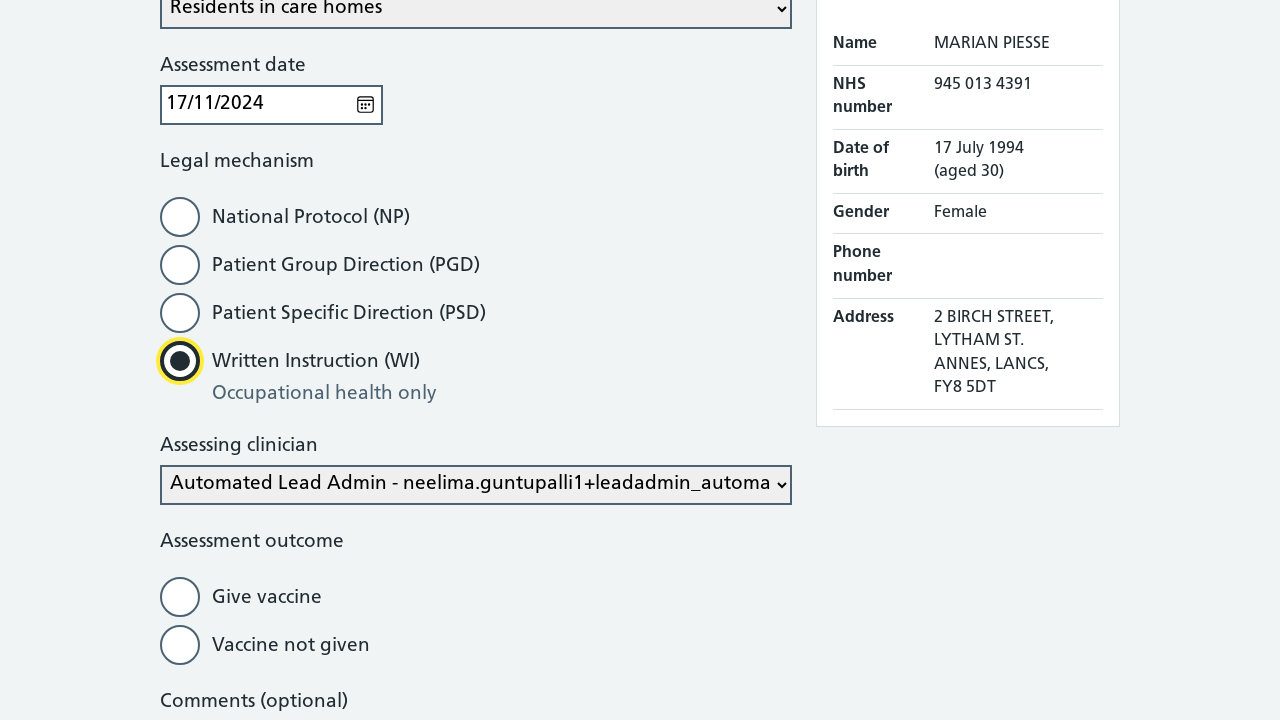 Residents in care homes
Assessment date
17/11/2024
Legal mechanism
National Protocol (NP)
Patient Group Direction (PGD)
Patient Specific Direction (PSD)
Written Instruction (WI)
Occupational health only
Assessing clinician
Automated Lead Admin - neelima.guntupalli1+leadadmin_automa
Assessment outcome
Give vaccine
Vaccine not given
Comments (optional)
Name MARIAN PIESSE
NHS number 945 013 4391
Date of birth 17 July 1994 (aged 30)
Gender Female
Phone number
Address 2 BIRCH STREET,
LYTHAM ST.
ANNES, LANCS,
FY8 5DT